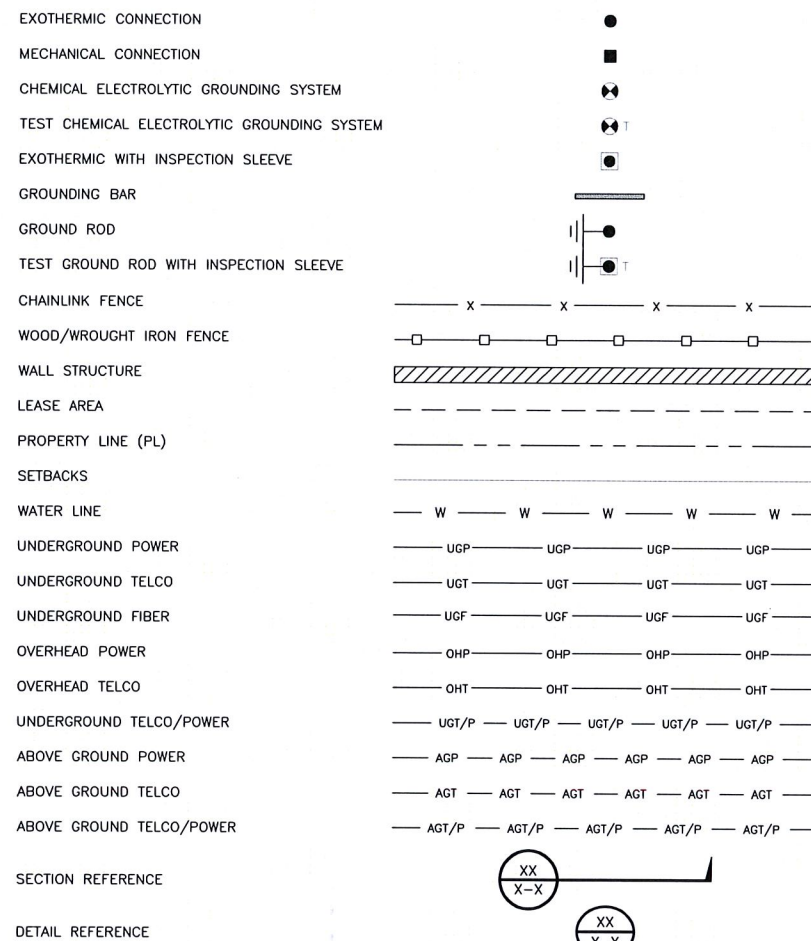 EXOTHERMIC CONNECTION
MECHANICAL CONNECTION
CHEMICAL ELECTROLYTIC GROUNDING SYSTEM
TEST CHEMICAL ELECTROLYTIC GROUNDING SYSTEM T
EXOTHERMIC WITH INSPECTION SLEEVE
GROUNDING BAR
GROUND ROD
TEST GROUND ROD WITH INSPECTION SLEEVE T
CHAINLINK FENCE X X X X
WOOD/WROUGHT IRON FENCE
WALL STRUCTURE
LEASE AREA
PROPERTY LINE (PL)
SETBACKS
WATER LINE W W W W W
UNDERGROUND POWER UGP UGP UGP UGP
UNDERGROUND TELCO UGT UGT UGT UGT
UNDERGROUND FIBER UGF UGF UGF UGF
OVERHEAD POWER OHP OHP OHP OHP
OVERHEAD TELCO OHT OHT OHT OHT
UNDERGROUND TELCO/POWER UGT/P UGT/P UGT/P UGT/P UGT/P
ABOVE GROUND POWER AGP AGP AGP AGP AGP AGP
ABOVE GROUND TELCO AGT AGT AGT AGT AGT AGT
ABOVE GROUND TELCO/POWER AGT/P AGT/P AGT/P AGT/P AGT/P
XX
SECTION REFERENCE
X-X
XX
DETAIL REFERENCE
X-X